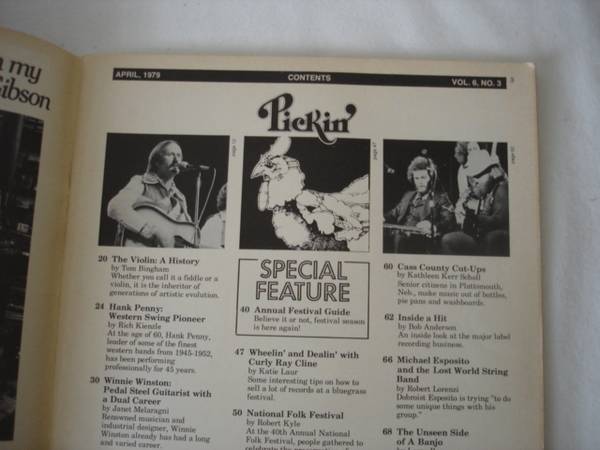 n my
Gibson
APRIL, 1979
CONTENTS
VOL. 6, NO. 3
Pickin'
20 The Violin: A History
by Tom Bingham
Whether you call it a fiddle or a
violin, it is the inheritor of
generations of artistic evolution.
24 Hank Penny:
Western Swing Pioneer
by Rich Kienzle
At the age of 60, Hank Penny,
leader of some of the finest
western bands from 1945-1952,
has been performing
professionally for 45 years.
30 Winnie Winston:
Pedal Steel Guitarist with
a Dual Career
by Janet Melaragni
Renowned musician and
industrial designer, Winnie
Winston already has had a long
and varied career.
SPECIAL
FEATURE
40 Annual Festival Guide
Believe it or not, festival season
is here again!
47 Wheelin' and Dealin' with
Curly Ray Cline
by Katie Laur
Some interesting tips on how to
sell a lot of records at a bluegrass
festival.
50 National Folk Festival
by Robert Kyle
At the 40th Annual National
Folk Festival, people gathered to
60 Cass County Cut-Ups
by Kathleen Kerr Schall
Senior citizens in Plattsmouth,
Neb., make music out of bottles,
pie pans and washboards.
62 Inside a Hit
by Bob Anderson
An inside look at the major label
recording business.
66 Michael Esposito
and the Lost World String
Band
by Robert Lorenzi
Dobroist Esposito is trying "to do
some unique things with his
group."
68 The Unseen Side
of A Banjo